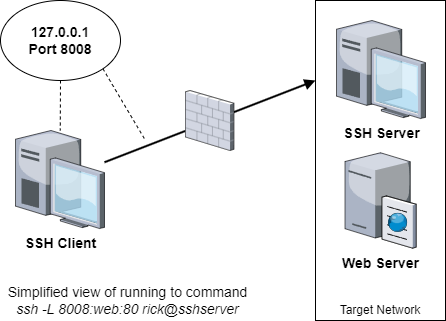 127.0.0.1
Port 8008
SSH Server
SSH Client
Web Server
Simplified view of running to command
ssh -L 8008:web:80 rick@sshserver
Target Network